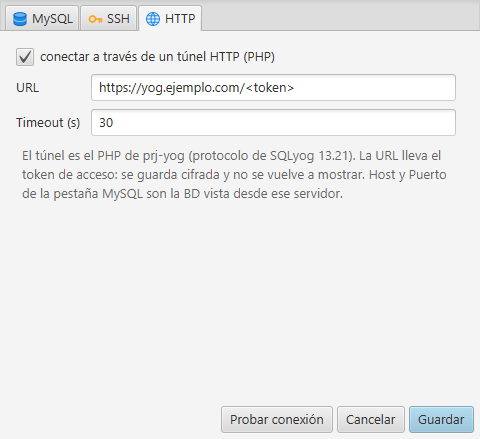 MySQL SSH HTTP
conectar a través de un túnel HTTP (PHP)
URL https://yog.ejemplo.com/<token>
Timeout (s) 30
El túnel es el PHP de prj-yog (protocolo de SQLyog 13.21). La URL lleva el
token de acceso: se guarda cifrada y no se vuelve a mostrar. Host y Puerto
de la pestaña MySQL son la BD vista desde ese servidor.
Probar conexión Cancelar Guardar